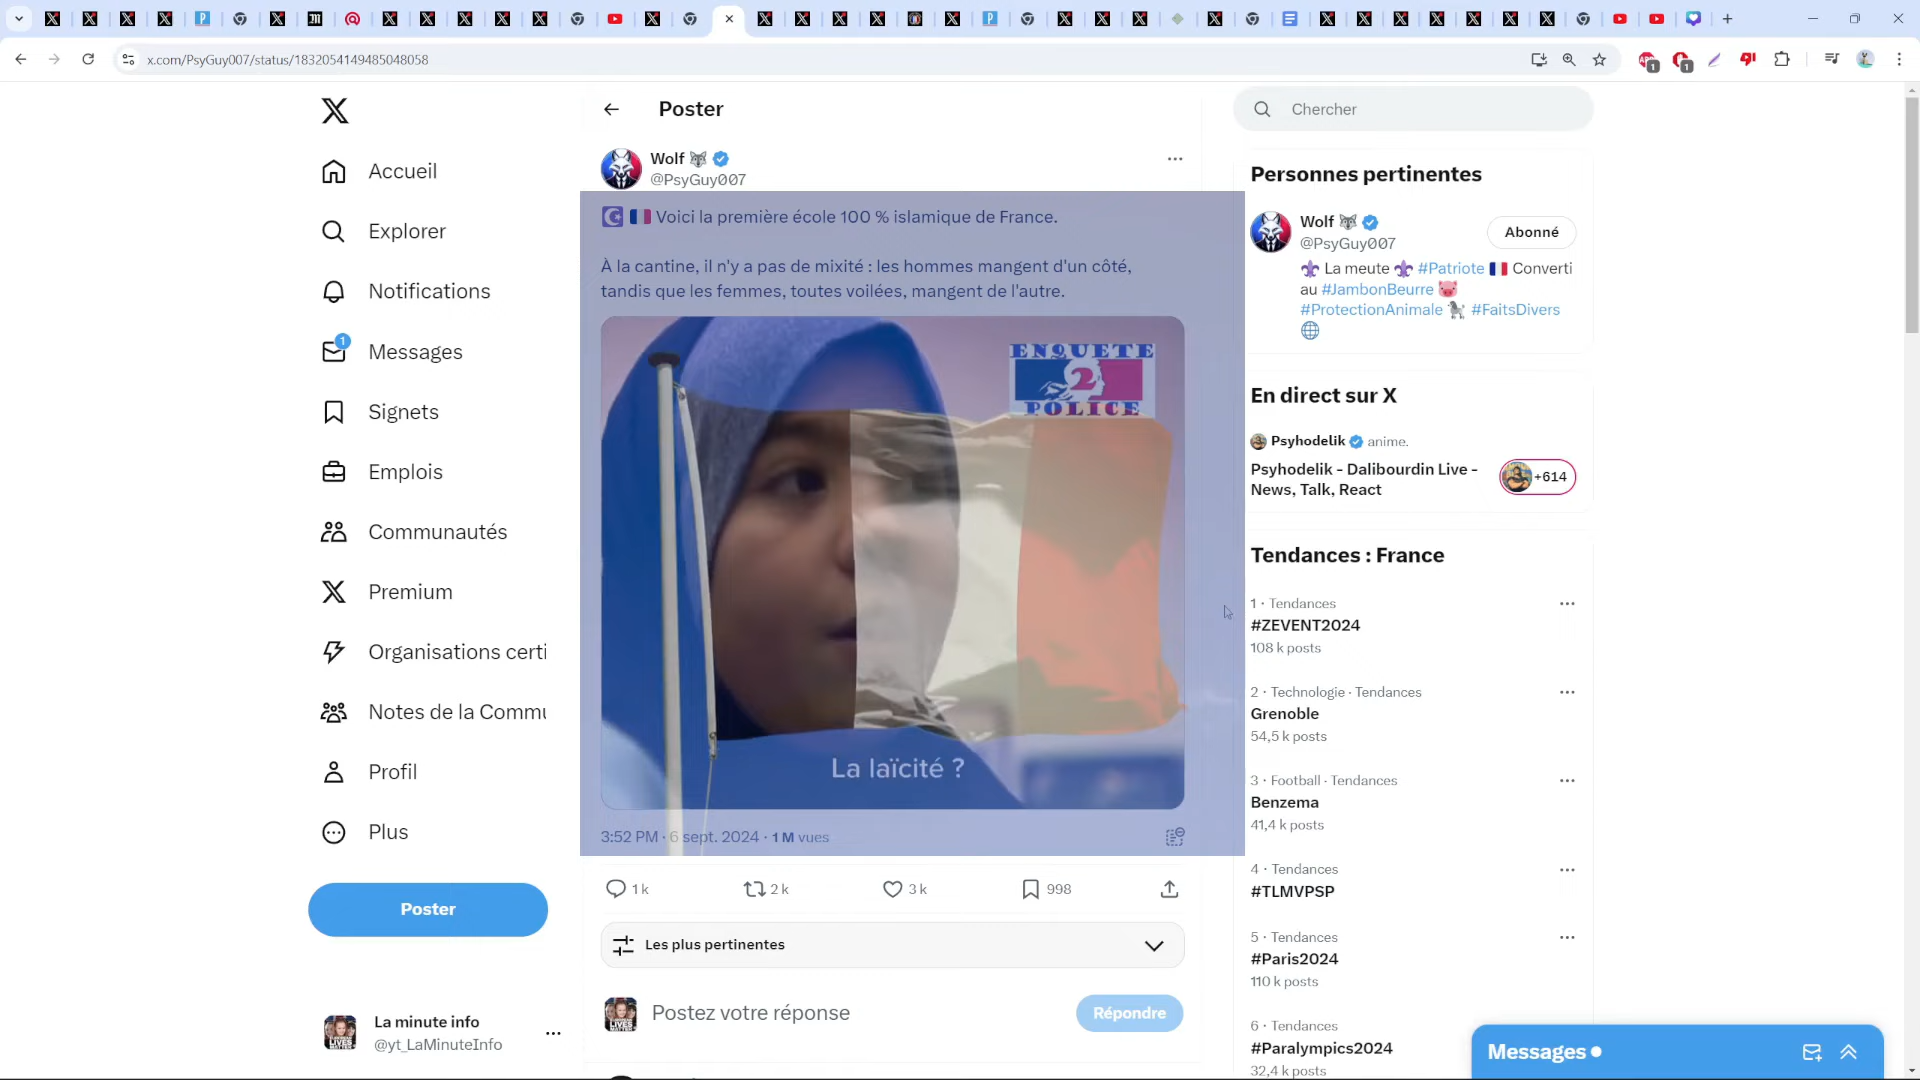 x.com/PsyGuy007/status/1832054149485048058
Accueil
Explorer
Notifications
1
Messages
Signets
Emplois
Communautés
Premium
Organisations certi
Notes de la Commu
Profil
Plus
Poster
La minute info
@yt_LaMinuteInfo
Poster
Wolf
@PsyGuy007
Voici la première école 100 % islamique de France.
À la cantine, il n'y a pas de mixité : les hommes mangent d'un côté,
tandis que les femmes, toutes voilées, mangent de l'autre.
ENQUETE
2
POLICE
La laïcité ?
3:52 PM · 6 sept. 2024 · 1 M vues
1 k
2 k
3 k
998
Les plus pertinentes
Postez votre réponse
Répondre
Chercher
Personnes pertinentes
Wolf
@PsyGuy007
Abonné
La meute #Patriote Converti
au #JambonBeurre
#ProtectionAnimale #FaitsDivers
En direct sur X
Psyhodelik anime.
Psyhodelik - Dalibourdin Live -
News, Talk, React
+614
Tendances : France
1 · Tendances
#ZEVENT2024
108 k posts
2 · Technologie · Tendances
Grenoble
54,5 k posts
3 · Football · Tendances
Benzema
41,4 k posts
4 · Tendances
#TLMVPSP
5 · Tendances
#Paris2024
110 k posts
6 · Tendances
#Paralympics2024
32,4 k posts
Messages